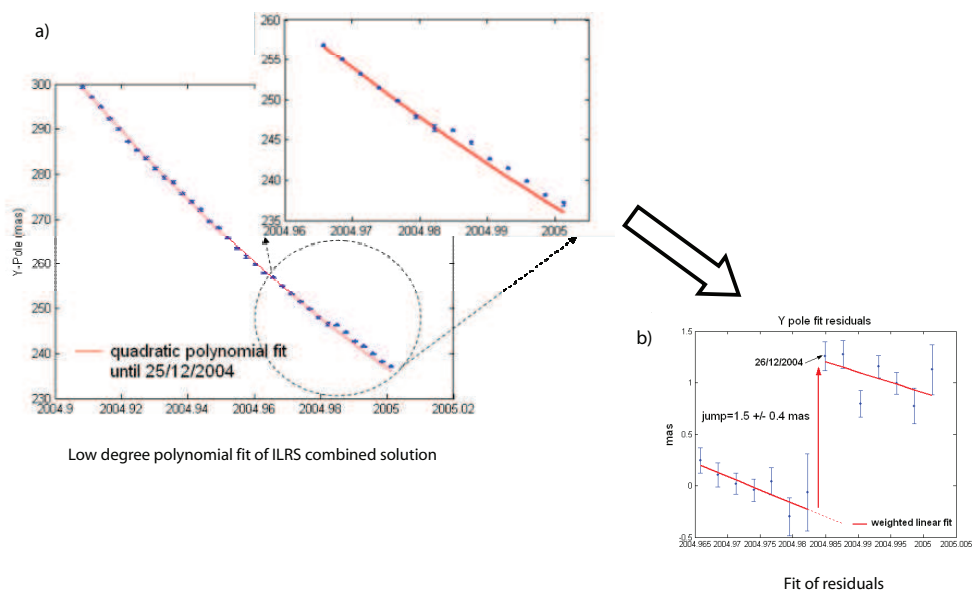 a)
260
255
250
245
240
235
2004.96 2004.97 2004.98 2004.99 2005
300
290
280
270
260
250
240
230
Y-Pole (mas)
quadratic polynomial fit
until 25/12/2004
2004.9 2004.92 2004.94 2004.96 2004.98 2005 2005.02
Low degree polynomial fit of ILRS combined solution
b)
Y pole fit residuals
1.5
1
0.5
0
-0.5
mas
26/12/2004
jump=1.5 +/- 0.4 mas
weighted linear fit
2004.965 2004.97 2004.975 2004.98 2004.985 2004.99 2004.995 2005 2005.005
Fit of residuals